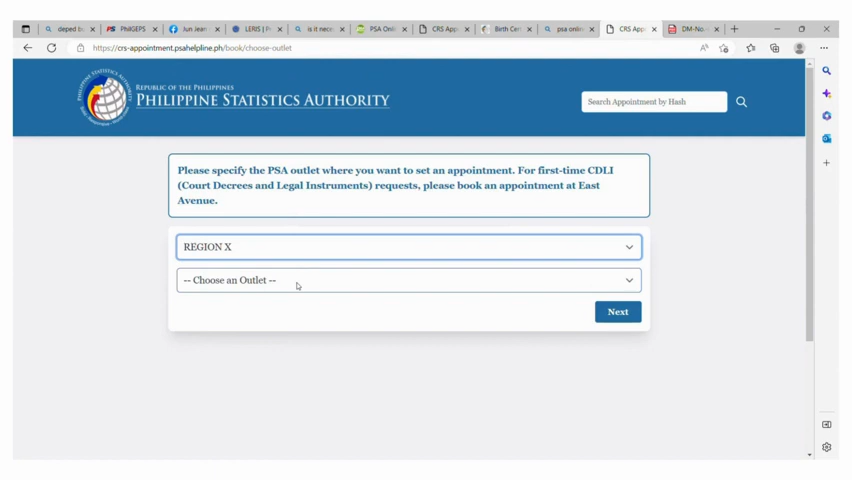 deped b
PhilGEPS
Jun Jean
LERIS | P
is it nece
PSA Onli
CRS App
Birth Cer
psa onlin
CRS App
DM-No.
https://crs-appointment.psahelpline.ph/book/choose-outlet
REPUBLIC OF THE PHILIPPINES
PHILIPPINE STATISTICS AUTHORITY
Search Appointment by Hash
Please specify the PSA outlet where you want to set an appointment. For first-time CDLI
(Court Decrees and Legal Instruments) requests, please book an appointment at East
Avenue.
REGION X
-- Choose an Outlet --
Next